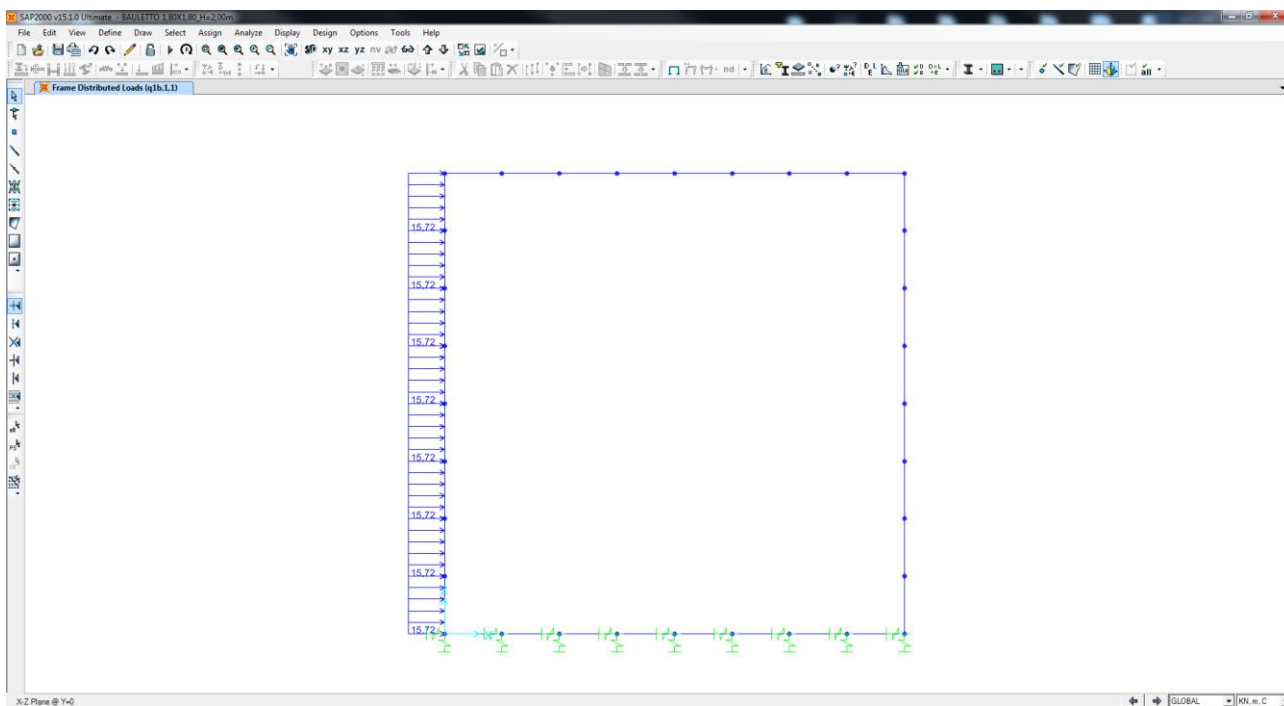 SAP2000 v15.1.0 Ultimate - BAULETTO 1,80X1,80_H=2,00m
File Edit View Define Draw Select Assign Analyze Display Design Options Tools Help
xy xz yz nv
nd
all
Frame Distributed Loads (q1b,1,1)
15,72
15,72
15,72
15,72
15,72
15,72
15,72
15,72
X
X-Z Plane @ Y=0
GLOBAL
KN, m, C